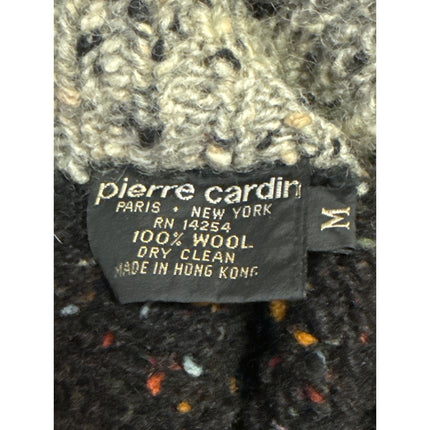 pierre cardin
PARIS • NEW YORK
RN 14254
100% WOOL
DRY CLEAN
MADE IN HONG KONG
M